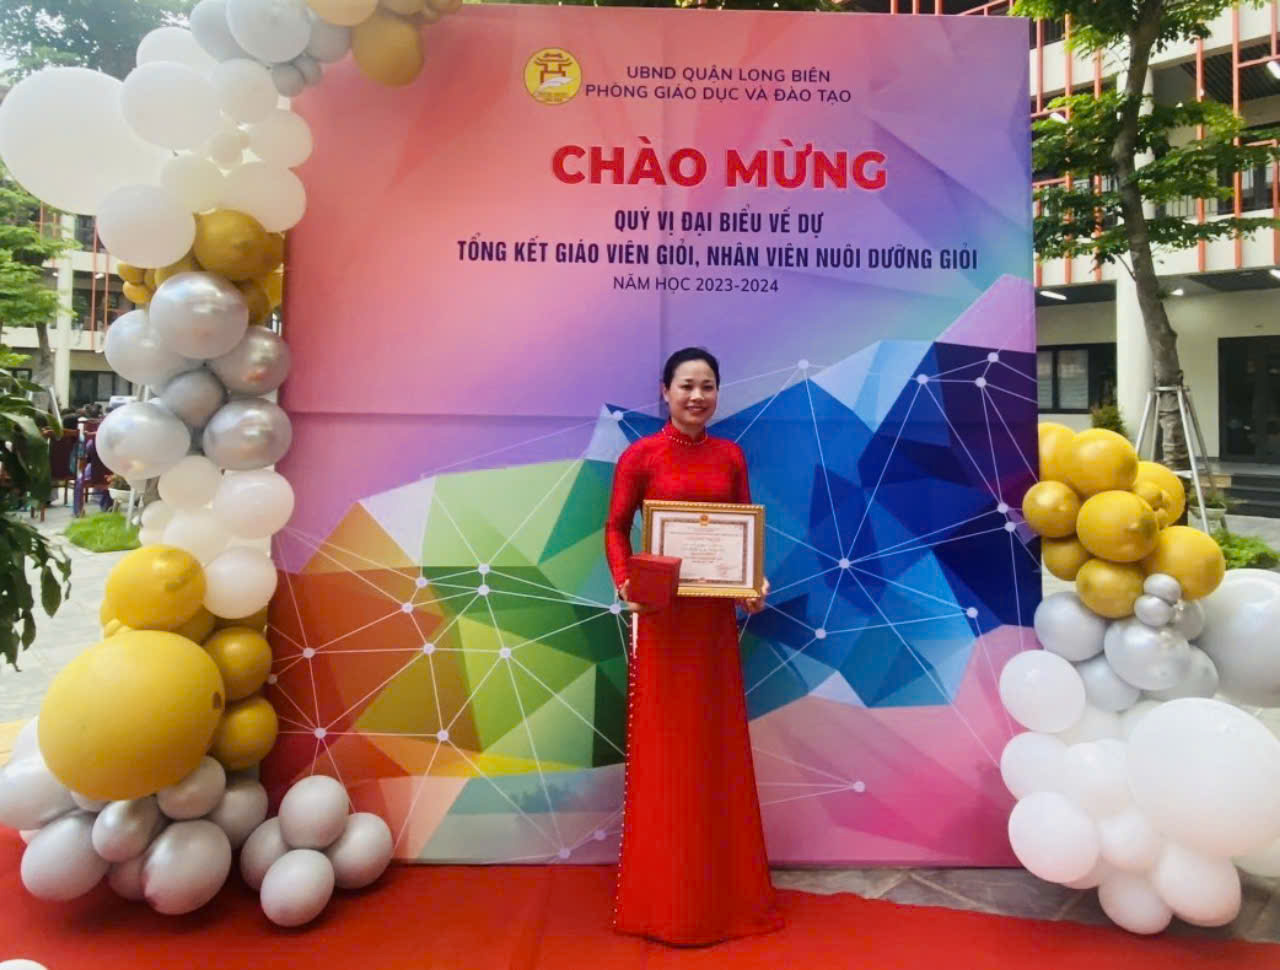 UBND QUẬN LONG BIÊN
PHÒNG GIÁO DỤC VÀ ĐÀO TẠO
CHÀO MỪNG
QUÝ VỊ ĐẠI BIỂU VỀ DỰ
TỔNG KẾT GIÁO VIÊN GIỎI, NHÂN VIÊN NUÔI DƯỠNG GIỎI
NĂM HỌC 2023-2024